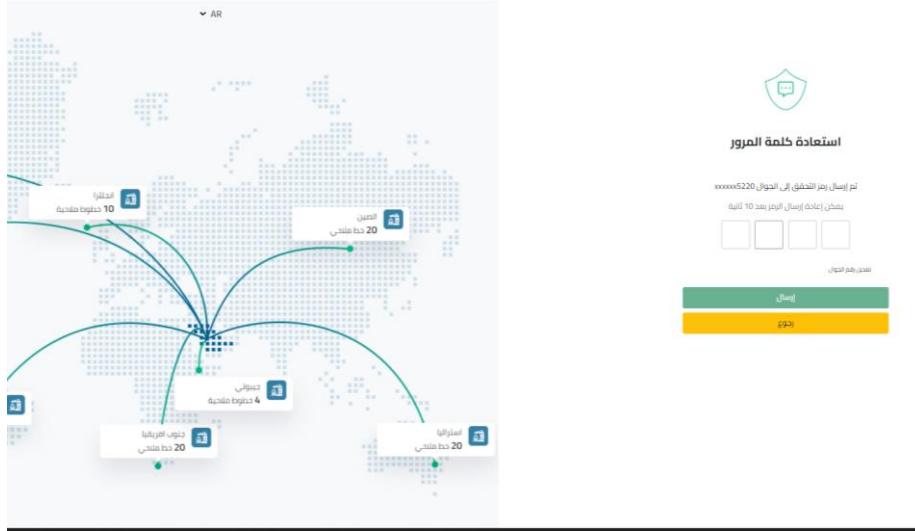 AR
استعادة كلمة المرور
تم إرسال رمز التحقق إلى الجوال xxxxxx5220
يمكن إعادة إرسال الرمز بعد 10 ثانية
تعديل رقم الجوال
إرسال
رجوع
انجلترا
10 خطوط ملاحية
الصين
20 خط ملاحي
جيبوتي
4 خطوط ملاحية
جنوب افريقيا
20 خط ملاحي
استراليا
20 خط ملاحي